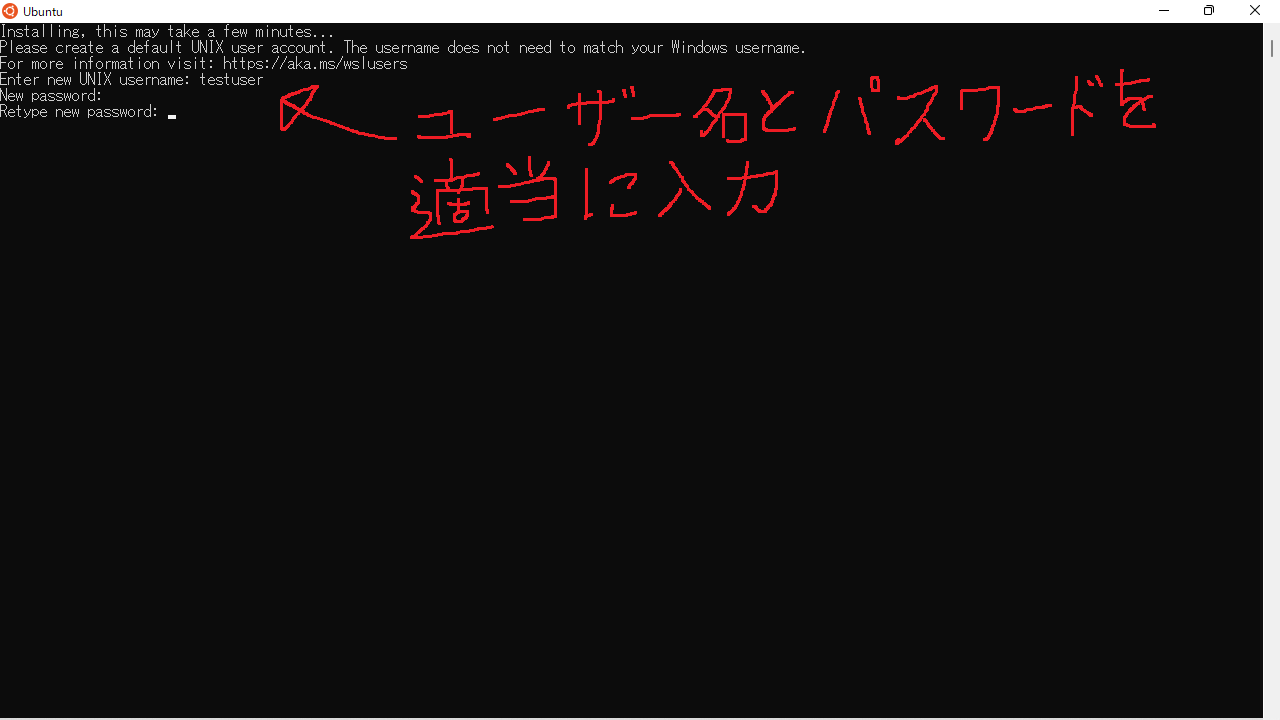 Ubuntu
Installing, this may take a few minutes...
Please create a default UNIX user account. The username does not need to match your Windows username.
For more information visit: https://aka.ms/wslusers
Enter new UNIX username: testuser
New password:
Retype new password:
ユーザー名とパスワードを
適当に入力